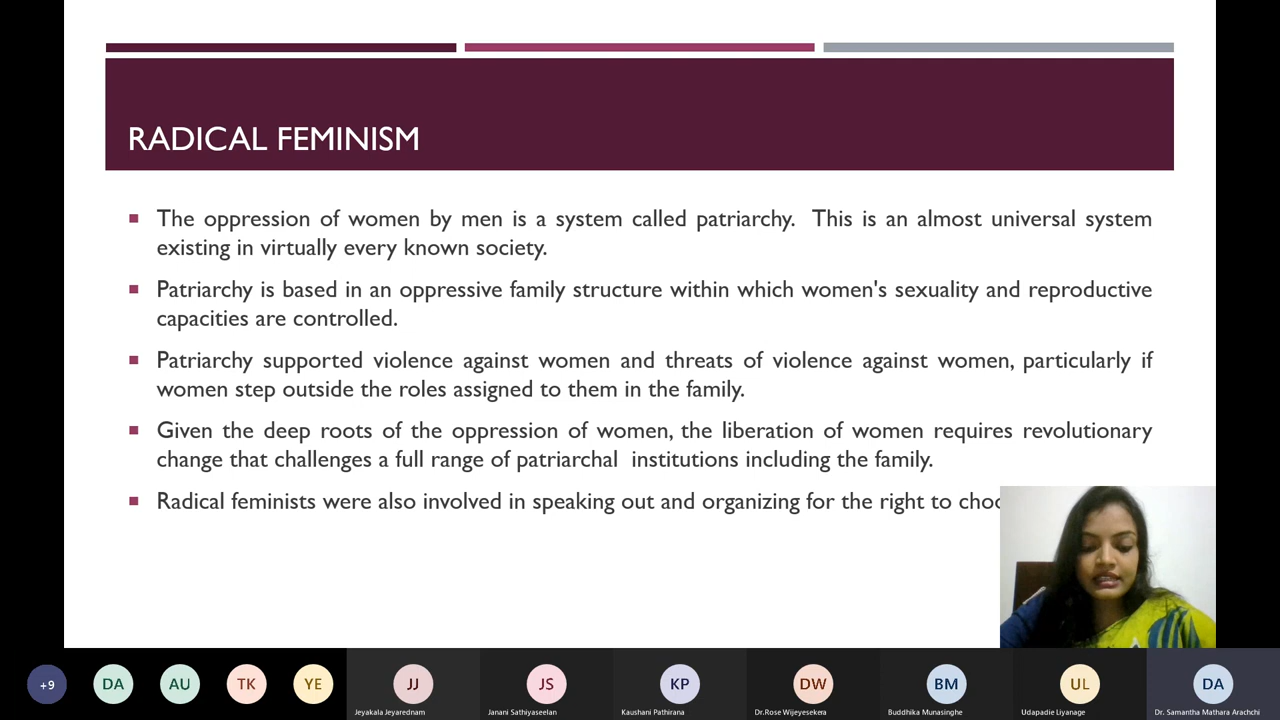 RADICAL FEMINISM
The oppression of women by men is a system called patriarchy. This is an almost universal system
existing in virtually every known society.
Patriarchy is based in an oppressive family structure within which women's sexuality and reproductive
capacities are controlled.
Patriarchy supported violence against women and threats of violence against women, particularly if
women step outside the roles assigned to them in the family.
Given the deep roots of the oppression of women, the liberation of women requires revolutionary
change that challenges a full range of patriarchal institutions including the family.
Radical feminists were also involved in speaking out and organizing for the right to
+9 DA AU TK YE JJ JS KP DW BM UL DA
Jeyakala Jeyarednam Janani Sathiyaseelan Kaushani Pathirana Dr.Rose Wijeyesekera Buddhika Munasinghe Udapadie Liyanage Dr. Samantha Mathara Arachchi